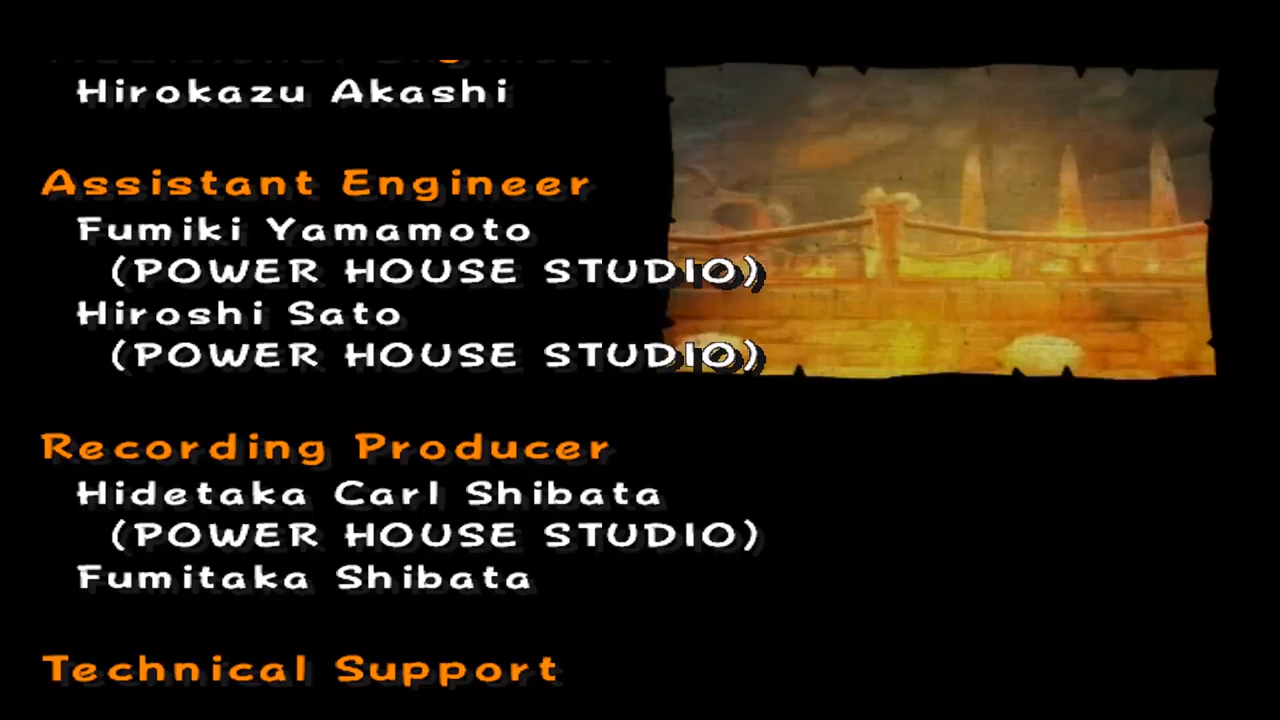 Hirokazu Akashi
Assistant Engineer
Fumiki Yamamoto
(POWER HOUSE STUDIO)
Hiroshi Sato
(POWER HOUSE STUDIO)
Recording Producer
Hidetaka Carl Shibata
(POWER HOUSE STUDIO)
Fumitaka Shibata
Technical Support